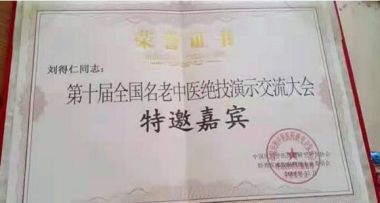 荣誉证书
刘得仁同志：
第十届全国名老中医绝技演示交流大会
特邀嘉宾